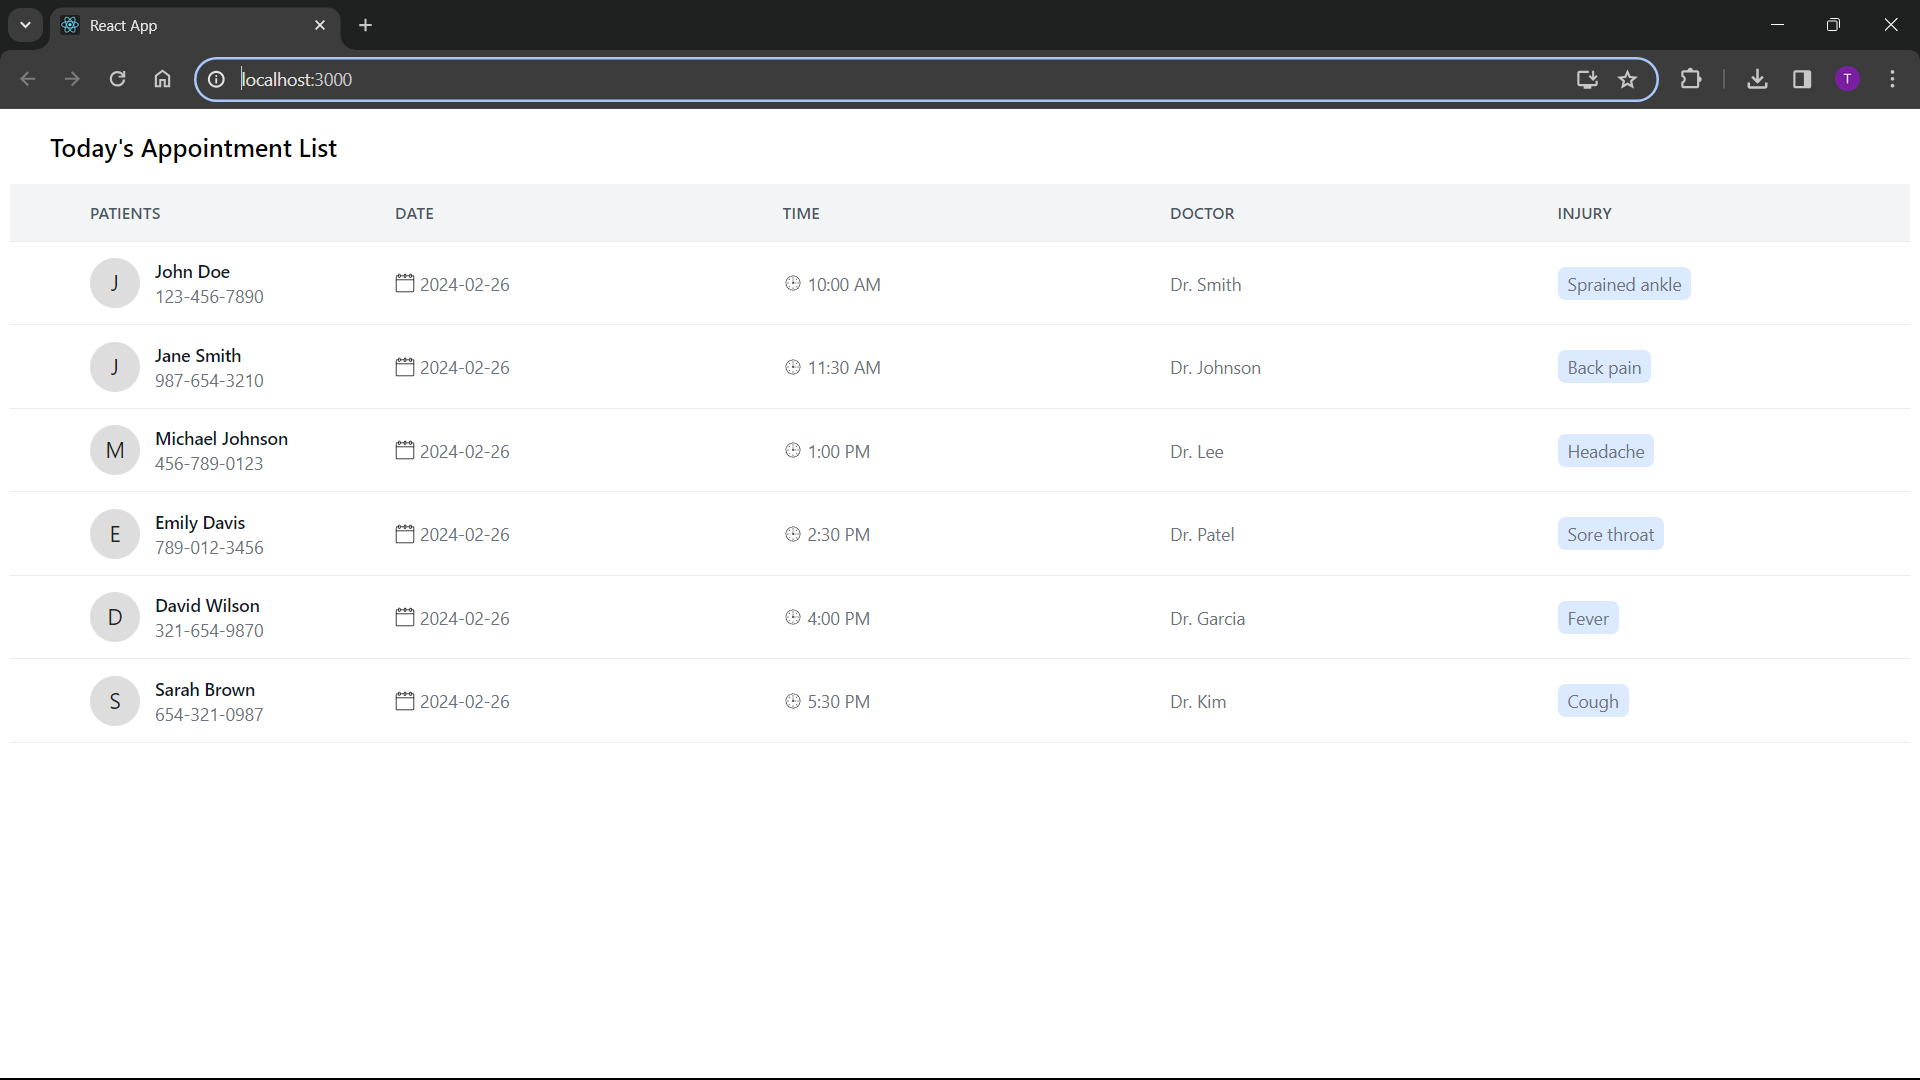 React App
localhost:3000
T
Today's Appointment List
PATIENTS DATE TIME DOCTOR INJURY
J John Doe 123-456-7890 2024-02-26 10:00 AM Dr. Smith Sprained ankle
J Jane Smith 987-654-3210 2024-02-26 11:30 AM Dr. Johnson Back pain
M Michael Johnson 456-789-0123 2024-02-26 1:00 PM Dr. Lee Headache
E Emily Davis 789-012-3456 2024-02-26 2:30 PM Dr. Patel Sore throat
D David Wilson 321-654-9870 2024-02-26 4:00 PM Dr. Garcia Fever
S Sarah Brown 654-321-0987 2024-02-26 5:30 PM Dr. Kim Cough